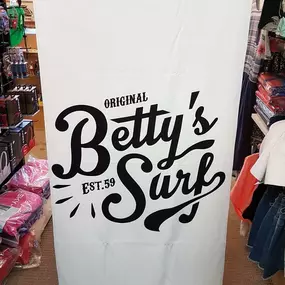 ORIGINAL
Betty's
EST. 59
Surf